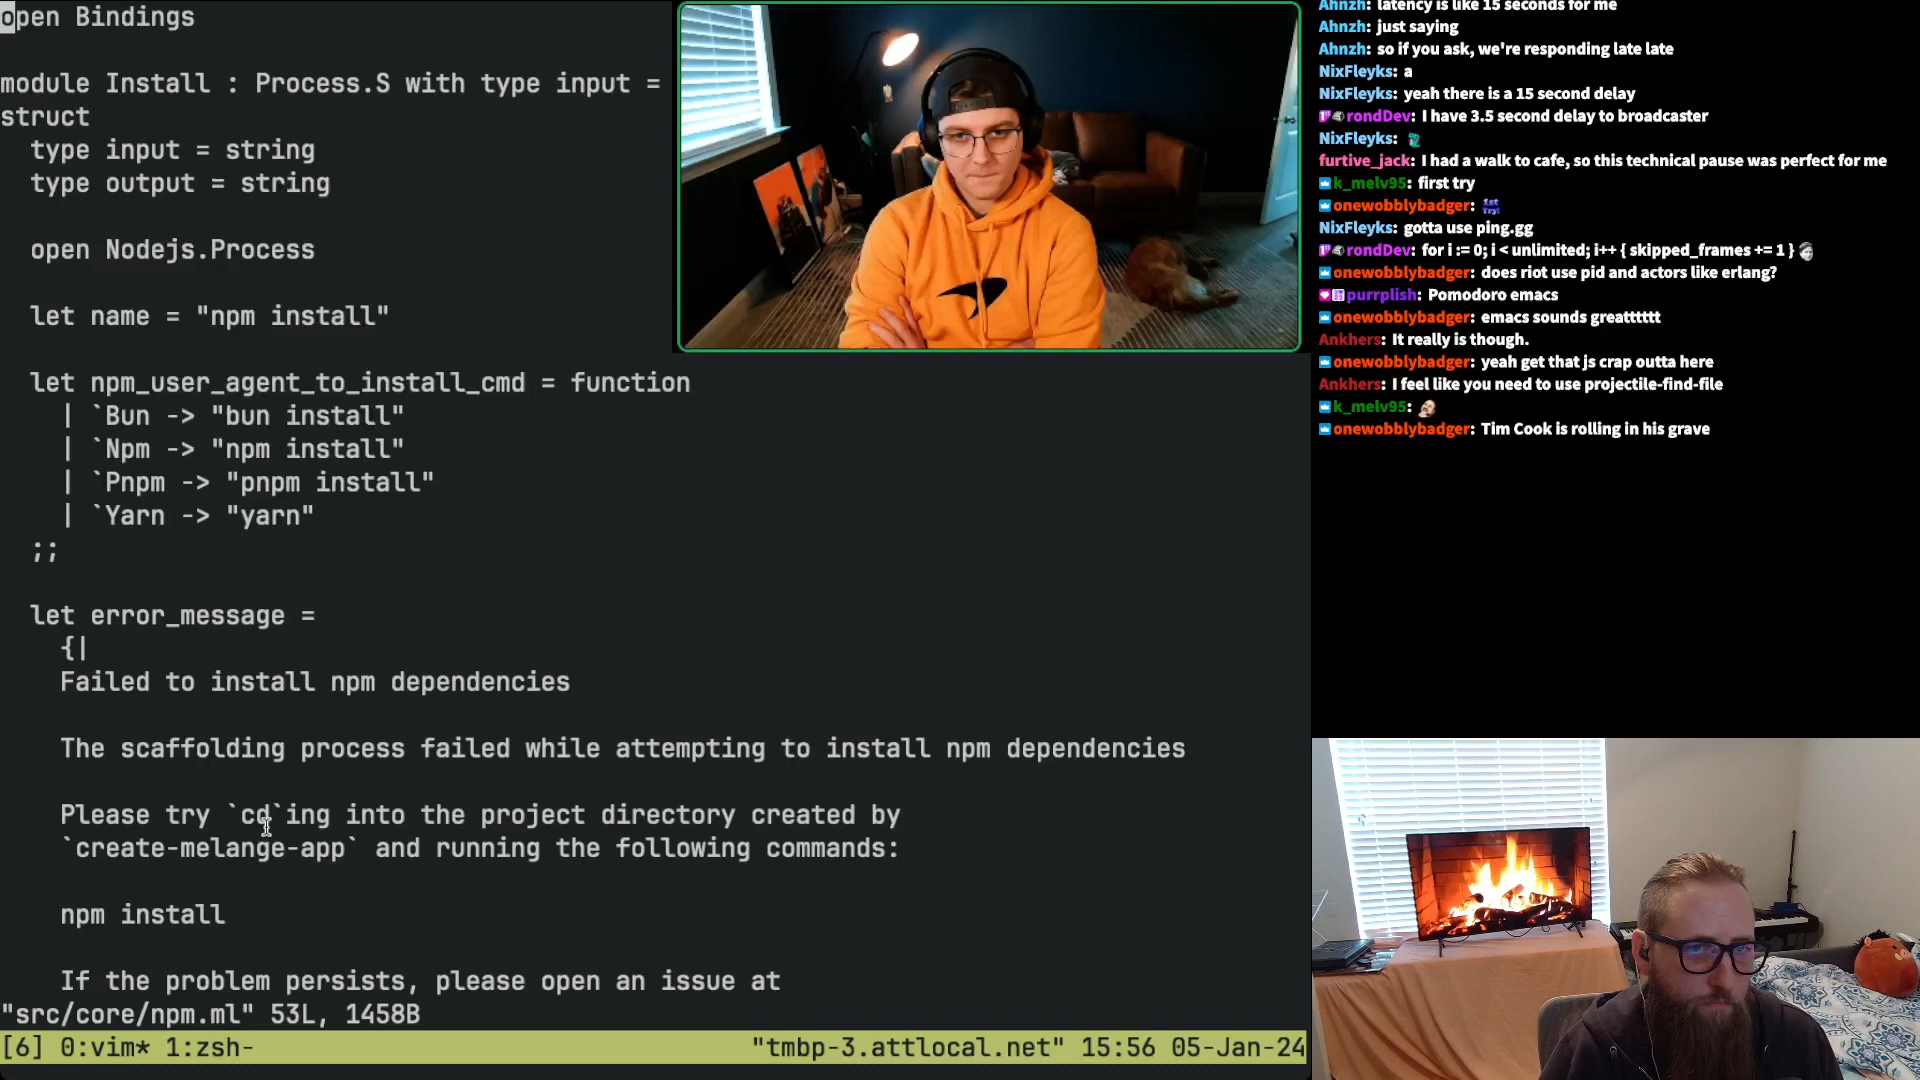 open Bindings
module Install : Process.S with type input =
struct
type input = string
type output = string
open Nodejs.Process
let name = "npm install"
let npm_user_agent_to_install_cmd = function
| `Bun -> "bun install"
| `Npm -> "npm install"
| `Pnpm -> "pnpm install"
| `Yarn -> "yarn"
;;
let error_message =
{|
Failed to install npm dependencies
The scaffolding process failed while attempting to install npm dependencies
Please try `cd`ing into the project directory created by
`create-melange-app` and running the following commands:
npm install
If the problem persists, please open an issue at
"src/core/npm.ml" 53L, 1458B
[6] 0:vim* 1:zsh- "tmbp-3.attlocal.net" 15:56 05-Jan-24
Ahnzh: latency is like 15 seconds for me
Ahnzh: just saying
Ahnzh: so if you ask, we're responding late late
NixFleyks: a
NixFleyks: yeah there is a 15 second delay
rondDev: I have 3.5 second delay to broadcaster
NixFleyks:
furtive_jack: I had a walk to cafe, so this technical pause was perfect for me
k_melv95: first try
onewobblybadger: 1st Try!
NixFleyks: gotta use ping.gg
rondDev: for i := 0; i < unlimited; i++ { skipped_frames += 1 }
onewobblybadger: does riot use pid and actors like erlang?
purrplish: Pomodoro emacs
onewobblybadger: emacs sounds greatttttt
Ankhers: It really is though.
onewobblybadger: yeah get that js crap outta here
Ankhers: I feel like you need to use projectile-find-file
k_melv95:
onewobblybadger: Tim Cook is rolling in his grave